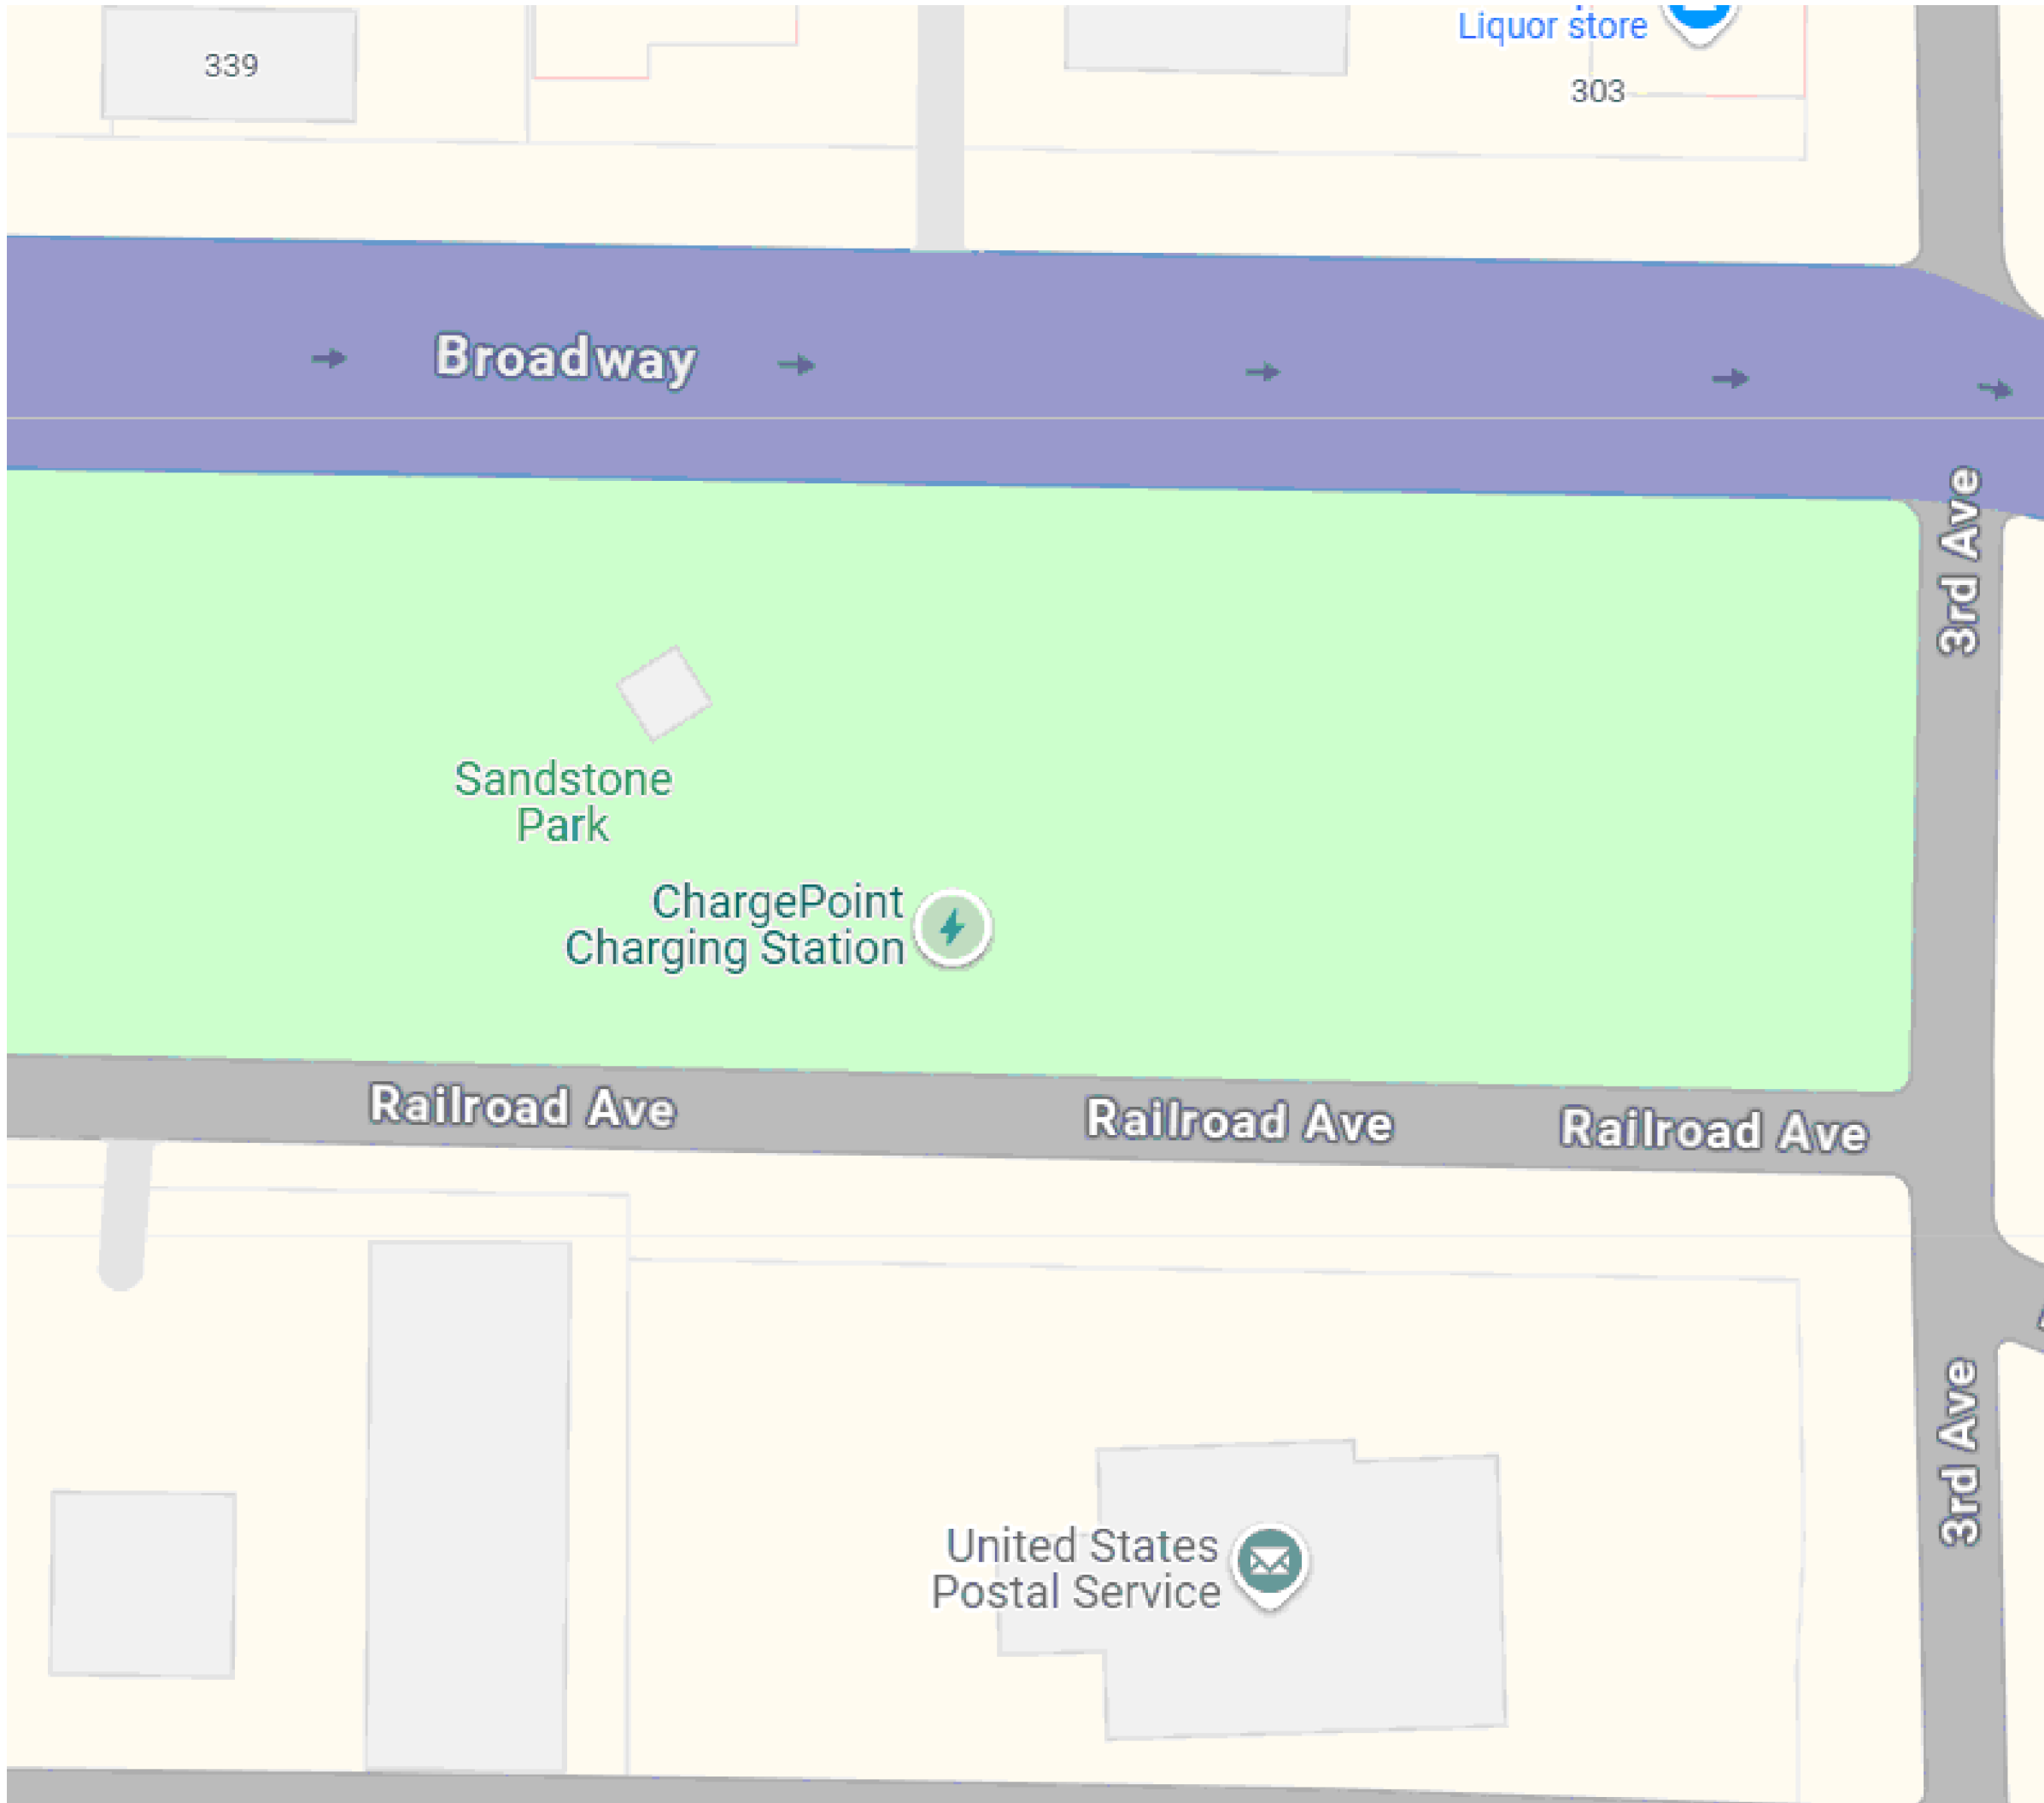 Liquor store
339
303
Broadway
3rd Ave
Sandstone
Park
ChargePoint
Charging Station
Railroad Ave
Railroad Ave
Railroad Ave
3rd Ave
United States
Postal Service